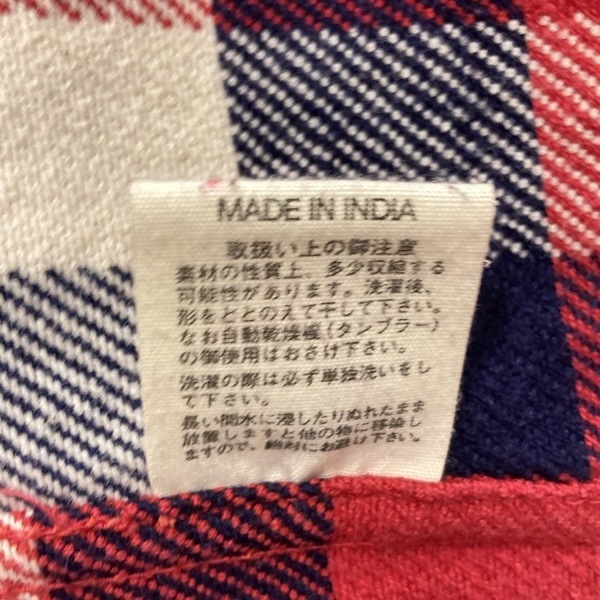 MADE IN INDIA
取扱い上の御注意
素材の性質上、多少収縮する
可能性があります。洗濯後、
形をととのえて干して下さい。
なお自動乾燥機(タンブラー)
の御使用はおさけ下さい。
洗濯の際は必ず単独洗いをし
て下さい。
長い間水に浸したりぬれたまま
放置しますと他の物に移染し
ますので、絶対にお避け下さい。